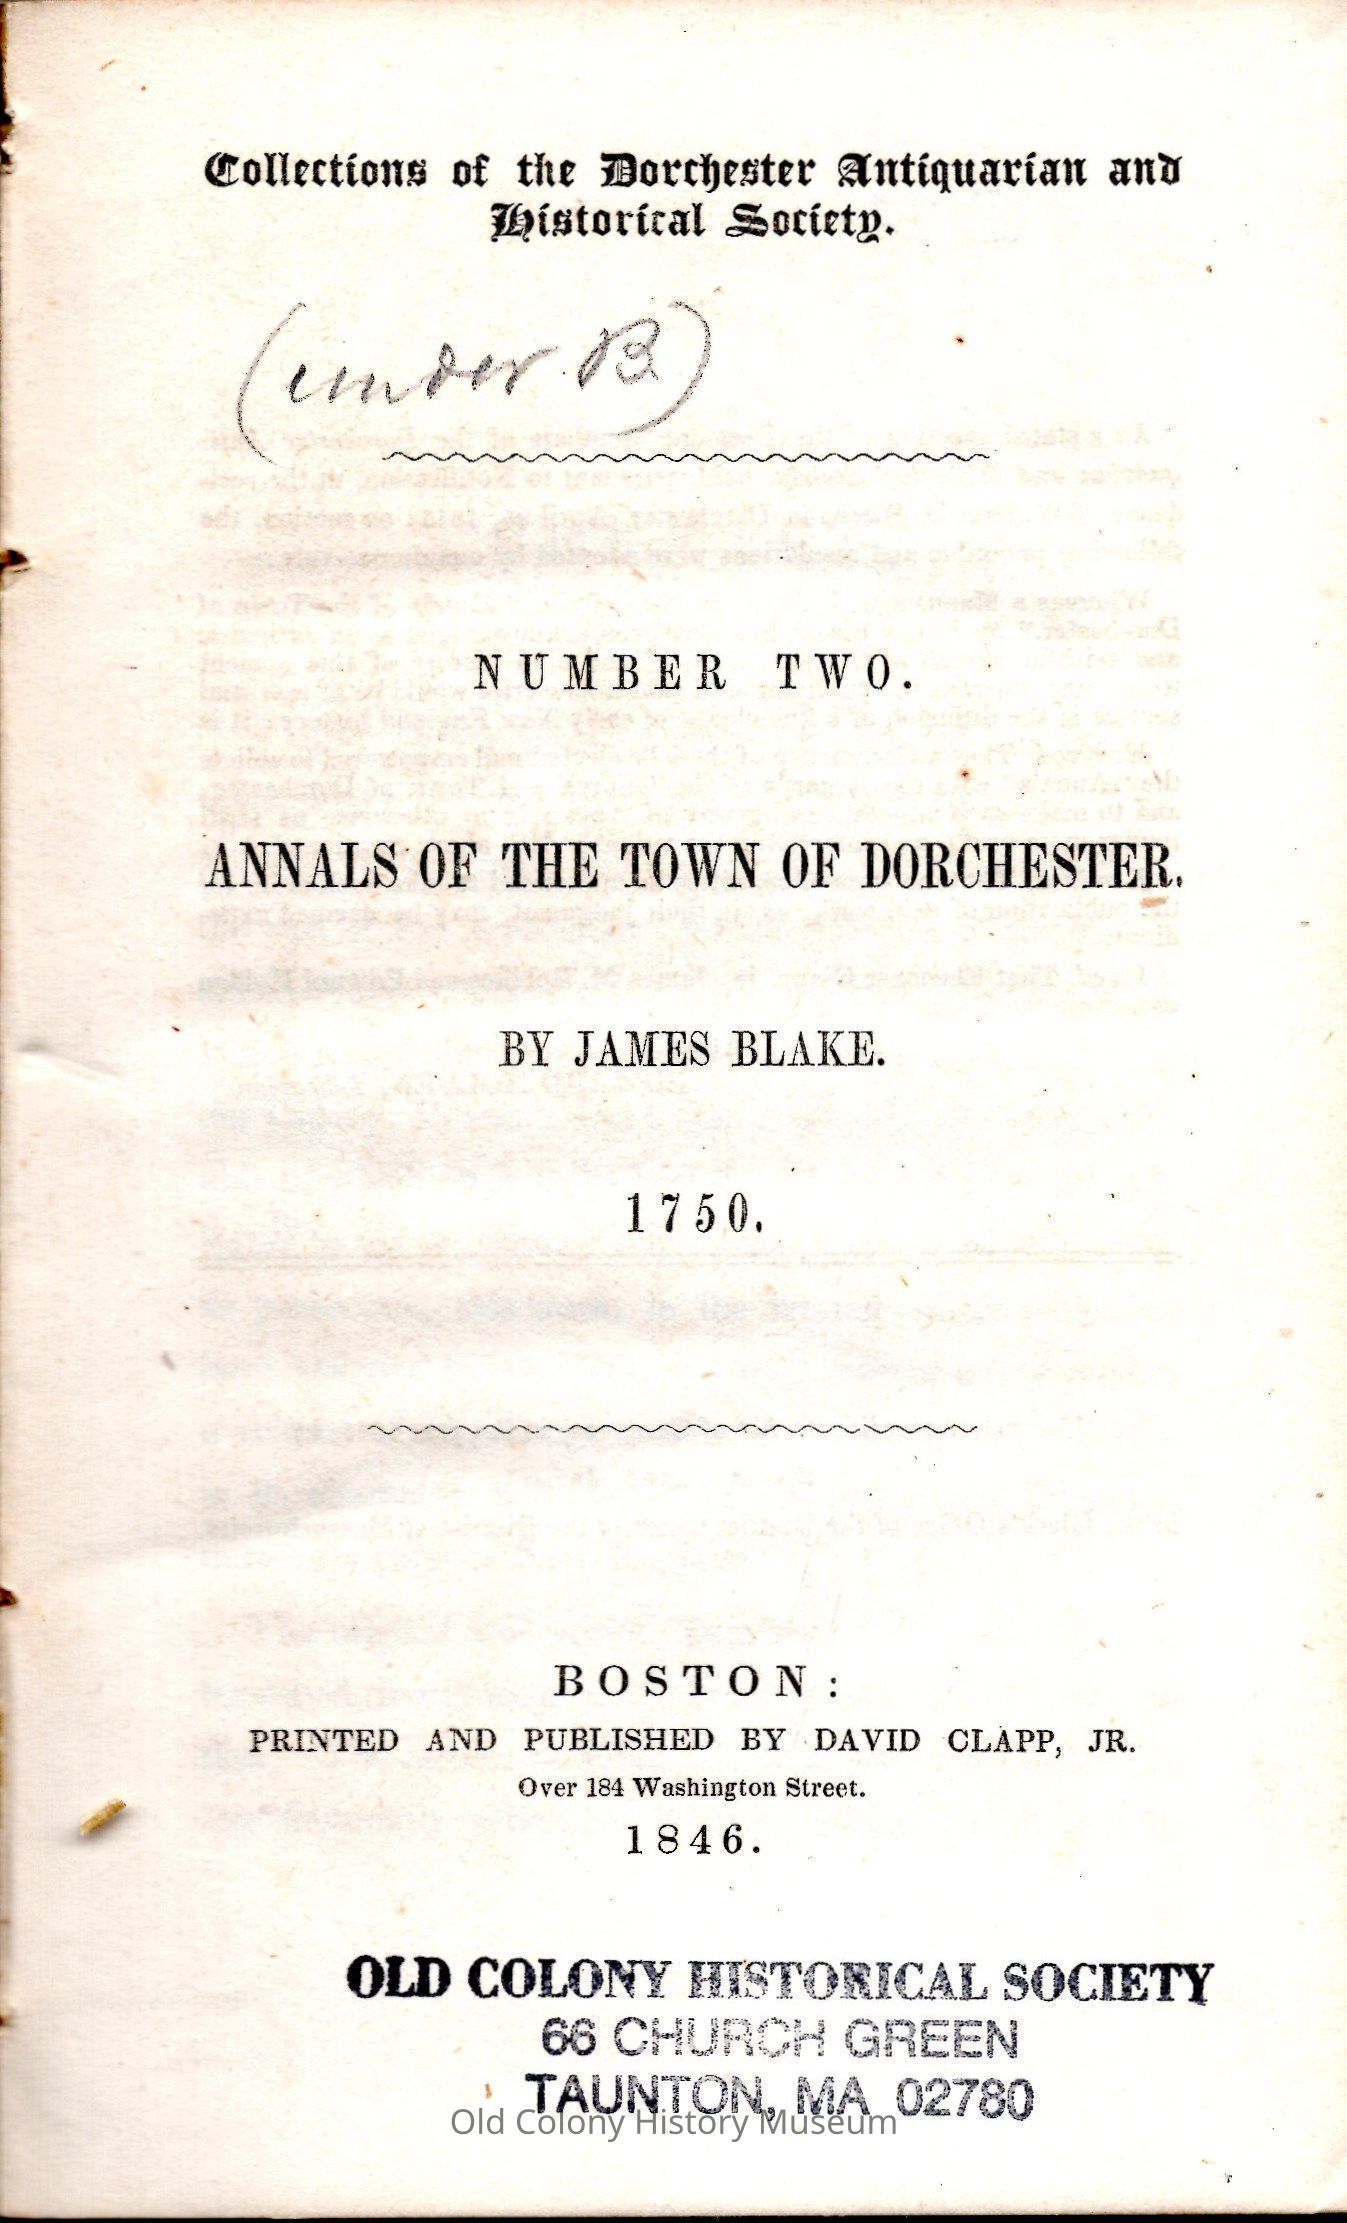 Collections of the Dorchester Antiquarian and
Historical Society.
(under B)
NUMBER TWO.
ANNALS OF THE TOWN OF DORCHESTER.
BY JAMES BLAKE.
1750.
BOSTON:
PRINTED AND PUBLISHED BY DAVID CLAPP, JR.
Over 184 Washington Street.
1846.
OLD COLONY HISTORICAL SOCIETY
66 CHURCH GREEN
TAUNTON, MA 02780
Old Colony History Museum